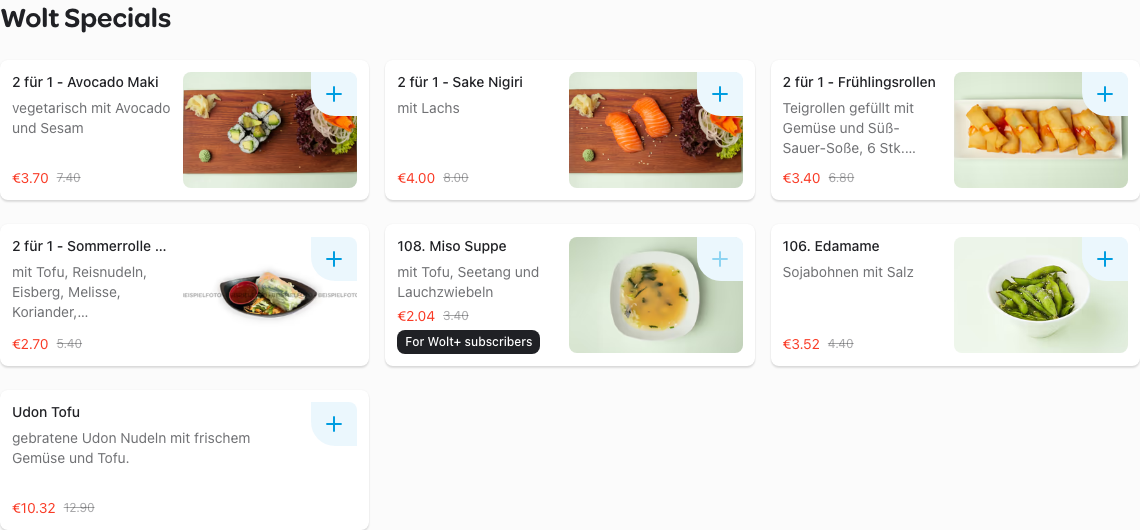 Wolt Specials
2 für 1 - Avocado Maki
vegetarisch mit Avocado
und Sesam
€3.70 7.40
2 für 1 - Sake Nigiri
mit Lachs
€4.00 8.00
2 für 1 - Frühlingsrollen
Teigrollen gefüllt mit
Gemüse und Süß-
Sauer-Soße, 6 Stk....
€3.40 6.80
2 für 1 - Sommerrolle ...
mit Tofu, Reisnudeln,
Eisberg, Melisse,
Koriander,...
€2.70 5.40
BEISPIELFOTO BEISPIELFOTO BEISPIELFOTO
108. Miso Suppe
mit Tofu, Seetang und
Lauchzwiebeln
€2.04 3.40
For Wolt+ subscribers
106. Edamame
Sojabohnen mit Salz
€3.52 4.40
Udon Tofu
gebratene Udon Nudeln mit frischem
Gemüse und Tofu.
€10.32 12.90